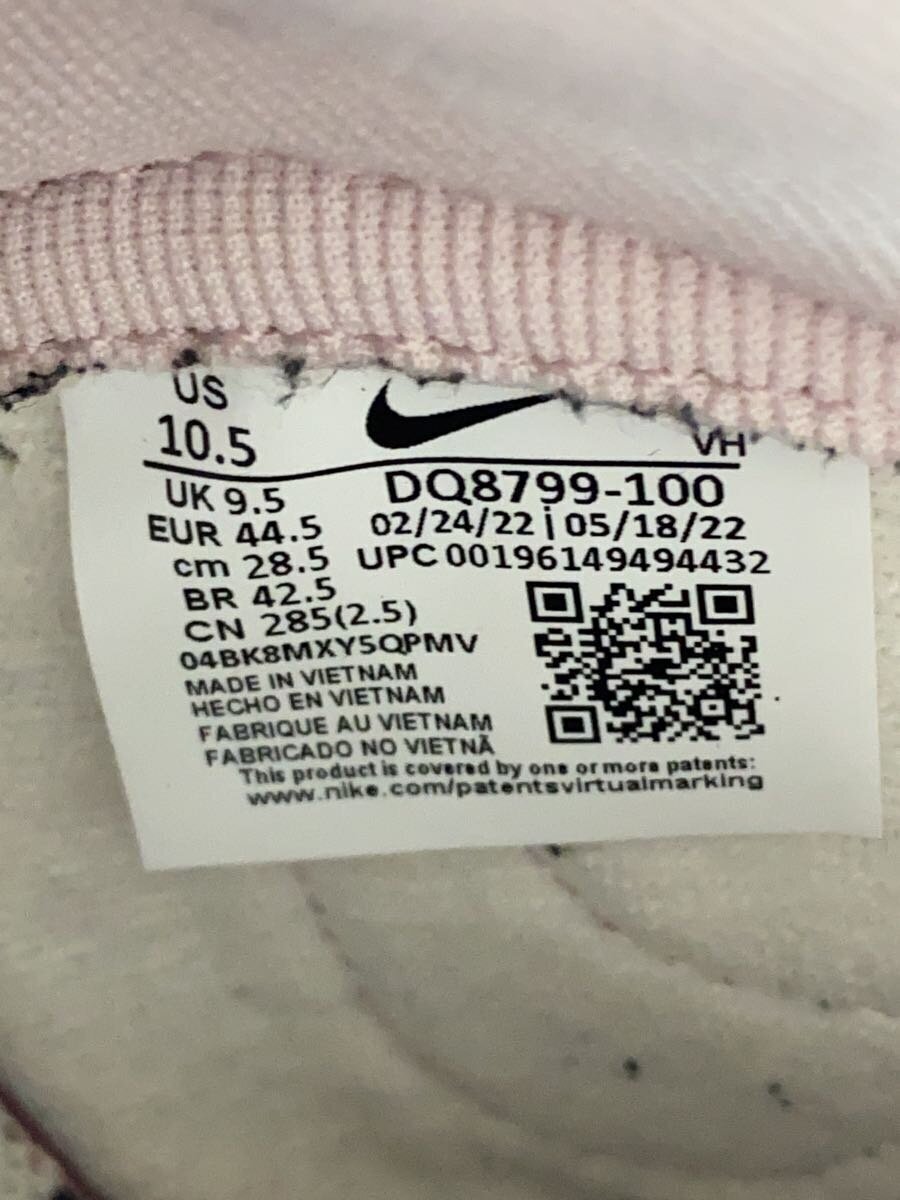 US
10.5
VH
UK 9.5
DQ8799-100
EUR 44.5
02/24/22 | 05/18/22
cm 28.5
UPC 00196149494432
BR 42.5
CN 285(2.5)
04BK8MXY5QPMV
MADE IN VIETNAM
HECHO EN VIETNAM
FABRIQUE AU VIETNAM
FABRICADO NO VIETNÃ
This product is covered by one or more patents:
www.nike.com/patentsvirtualmarking